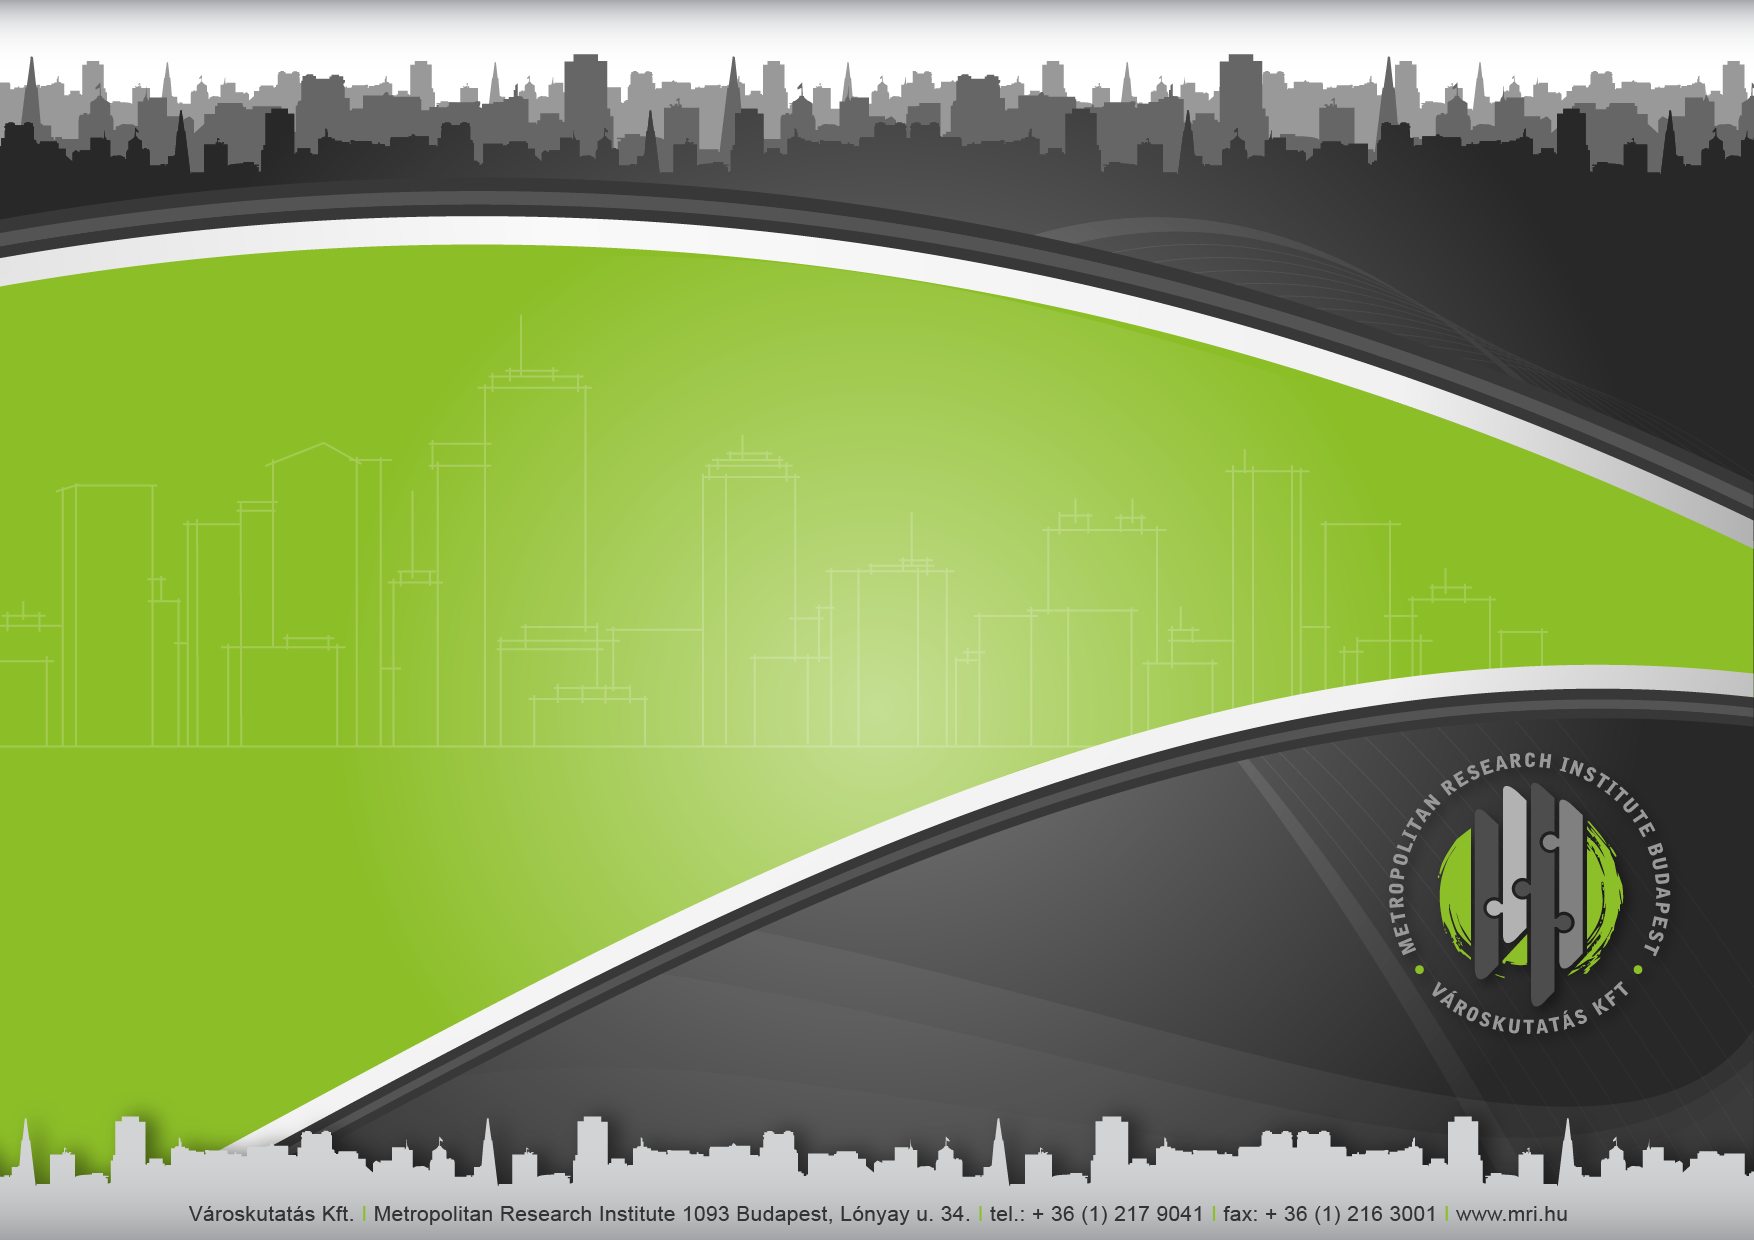 METROPOLITAN RESEARCH INSTITUTE BUDAPEST
• VÁROSKUTATÁS KFT •
Városkutatás Kft. | Metropolitan Research Institute 1093 Budapest, Lónyay u. 34. | tel.: + 36 (1) 217 9041 | fax: + 36 (1) 216 3001 | www.mri.hu